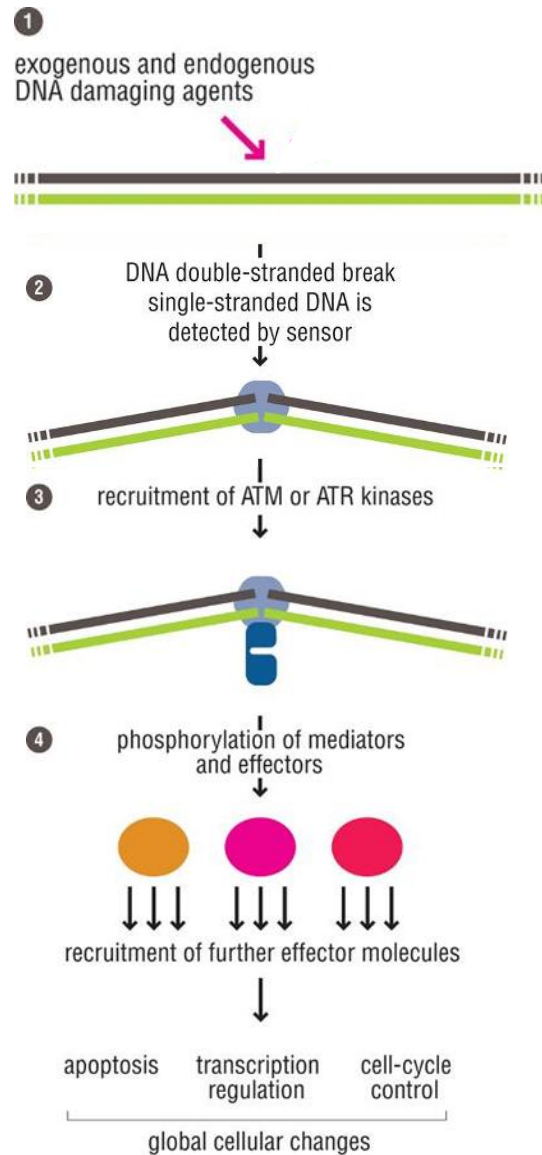 1
exogenous and endogenous
DNA damaging agents
2
DNA double-stranded break
single-stranded DNA is
detected by sensor
3
recruitment of ATM or ATR kinases
4
phosphorylation of mediators
and effectors
recruitment of further effector molecules
apoptosis
transcription
regulation
cell-cycle
control
global cellular changes